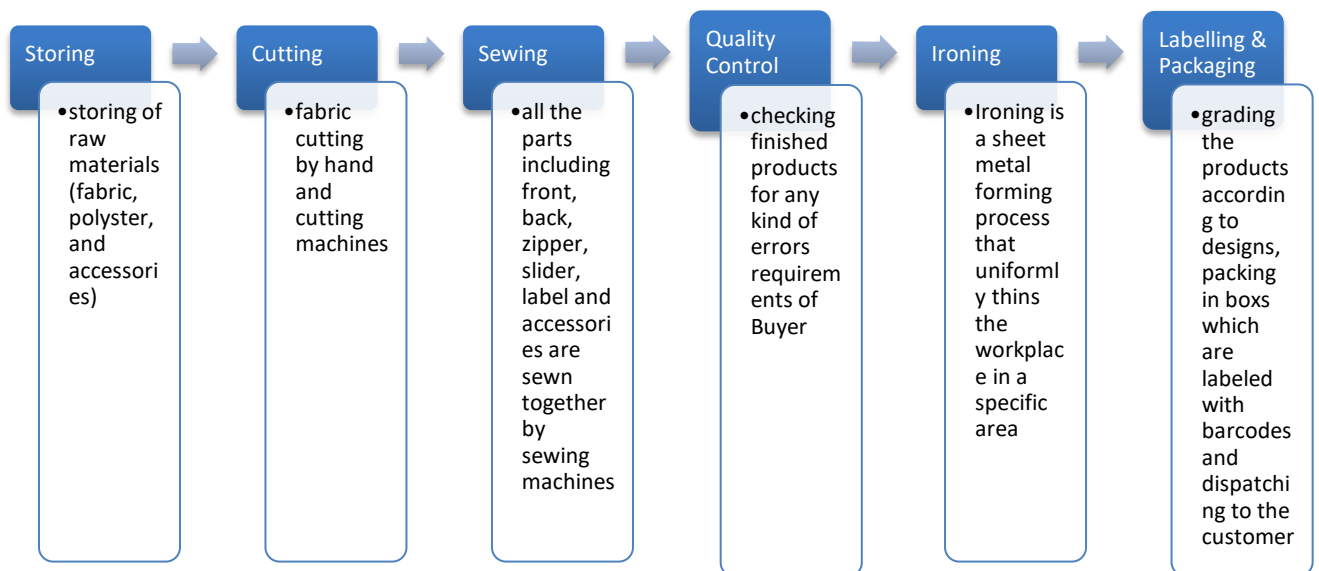 Storing
•storing of
raw
materials
(fabric,
polyster,
and
accessori
es)
Cutting
•fabric
cutting
by hand
and
cutting
machines
Sewing
•all the
parts
including
front,
back,
zipper,
slider,
label and
accessori
es are
sewn
together
by
sewing
machines
Quality
Control
•checking
finished
products
for any
kind of
errors
requirem
ents of
Buyer
Ironing
•Ironing is
a sheet
metal
forming
process
that
uniforml
y thins
the
workplac
e in a
specific
area
Labelling &
Packaging
•grading
the
products
accordin
g to
designs,
packing
in boxs
which
are
labeled
with
barcodes
and
dispatchi
ng to the
customer